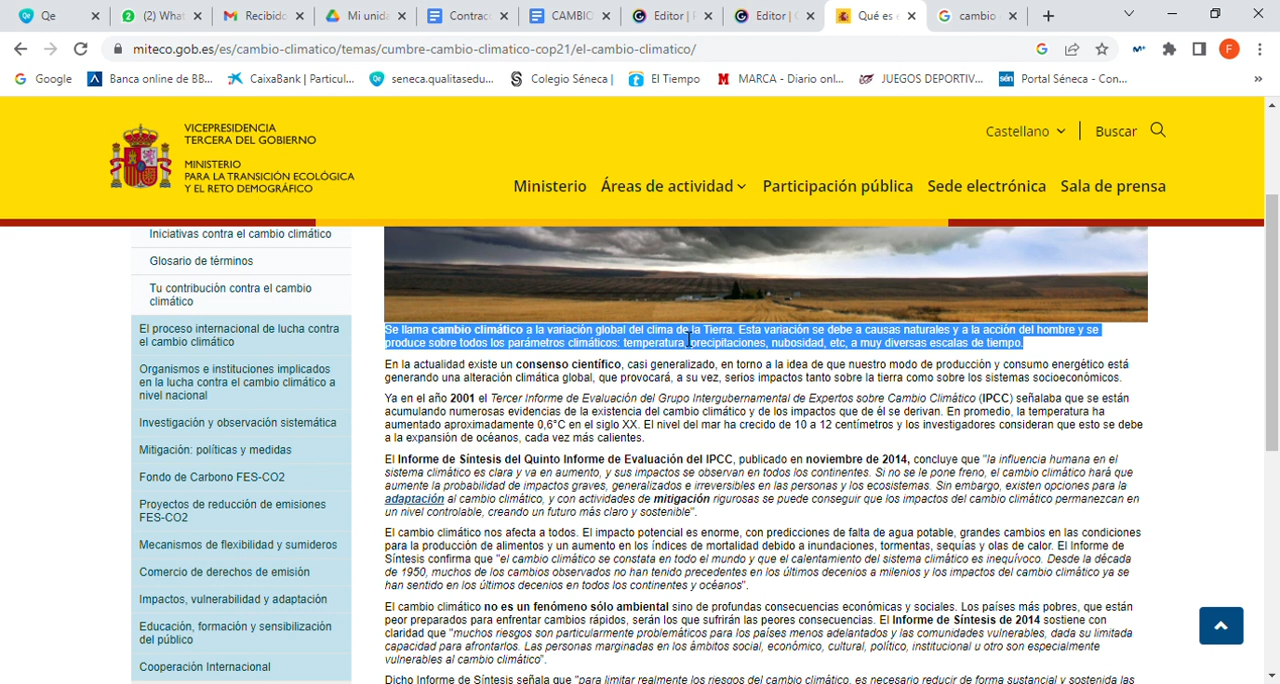 Qe
(2) What
Recibido
Mi unida
Contrac
CAMBIO
Editor |
Editor |
Qué es
cambio
miteco.gob.es/es/cambio-climatico/temas/cumbre-cambio-climatico-cop21/el-cambio-climatico/
Google
Banca online de BB...
CaixaBank | Particul...
seneca.qualitasedu...
Colegio Séneca |
El Tiempo
MARCA - Diario onl...
JUEGOS DEPORTIV...
Portal Séneca - Con...
VICEPRESIDENCIA
TERCERA DEL GOBIERNO
MINISTERIO
PARA LA TRANSICIÓN ECOLÓGICA
Y EL RETO DEMOGRÁFICO
Castellano
Buscar
Ministerio
Áreas de actividad
Participación pública
Sede electrónica
Sala de prensa
Iniciativas contra el cambio climático
Glosario de términos
Tu contribución contra el cambio
climático
El proceso internacional de lucha contra
el cambio climático
Organismos e instituciones implicados
en la lucha contra el cambio climático a
nivel nacional
Investigación y observación sistemática
Mitigación: políticas y medidas
Fondo de Carbono FES-CO2
Proyectos de reducción de emisiones
FES-CO2
Mecanismos de flexibilidad y sumideros
Comercio de derechos de emisión
Impactos, vulnerabilidad y adaptación
Educación, formación y sensibilización
del público
Cooperación Internacional
Se llama cambio climático a la variación global del clima de la Tierra. Esta variación se debe a causas naturales y a la acción del hombre y se
produce sobre todos los parámetros climáticos: temperatura, precipitaciones, nubosidad, etc, a muy diversas escalas de tiempo.
En la actualidad existe un consenso científico, casi generalizado, en torno a la idea de que nuestro modo de producción y consumo energético está
generando una alteración climática global, que provocará, a su vez, serios impactos tanto sobre la tierra como sobre los sistemas socioeconómicos.
Ya en el año 2001 el Tercer Informe de Evaluación del Grupo Intergubernamental de Expertos sobre Cambio Climático (IPCC) señalaba que se están
acumulando numerosas evidencias de la existencia del cambio climático y de los impactos que de él se derivan. En promedio, la temperatura ha
aumentado aproximadamente 0,6°C en el siglo XX. El nivel del mar ha crecido de 10 a 12 centímetros y los investigadores consideran que esto se debe
a la expansión de océanos, cada vez más calientes.
El Informe de Síntesis del Quinto Informe de Evaluación del IPCC, publicado en noviembre de 2014, concluye que "la influencia humana en el
sistema climático es clara y va en aumento, y sus impactos se observan en todos los continentes. Si no se le pone freno, el cambio climático hará que
aumente la probabilidad de impactos graves, generalizados e irreversibles en las personas y los ecosistemas. Sin embargo, existen opciones para la
adaptación al cambio climático, y con actividades de mitigación rigurosas se puede conseguir que los impactos del cambio climático permanezcan en
un nivel controlable, creando un futuro más claro y sostenible".
El cambio climático nos afecta a todos. El impacto potencial es enorme, con predicciones de falta de agua potable, grandes cambios en las condiciones
para la producción de alimentos y un aumento en los índices de mortalidad debido a inundaciones, tormentas, sequías y olas de calor. El Informe de
Síntesis confirma que "el cambio climático se constata en todo el mundo y que el calentamiento del sistema climático es inequívoco. Desde la década
de 1950, muchos de los cambios observados no han tenido precedentes en los últimos decenios a milenios y los impactos del cambio climático ya se
han sentido en los últimos decenios en todos los continentes y océanos".
El cambio climático no es un fenómeno sólo ambiental sino de profundas consecuencias económicas y sociales. Los países más pobres, que están
peor preparados para enfrentar cambios rápidos, serán los que sufrirán las peores consecuencias. El Informe de Síntesis de 2014 sostiene con
claridad que "muchos riesgos son particularmente problemáticos para los países menos adelantados y las comunidades vulnerables, dada su limitada
capacidad para afrontarlos. Las personas marginadas en los ámbitos social, económico, cultural, político, institucional u otro son especialmente
vulnerables al cambio climático".
Dicho Informe de Síntesis señala que "para limitar realmente los riesgos del cambio climático, es necesario reducir de forma sustancial y sostenida las